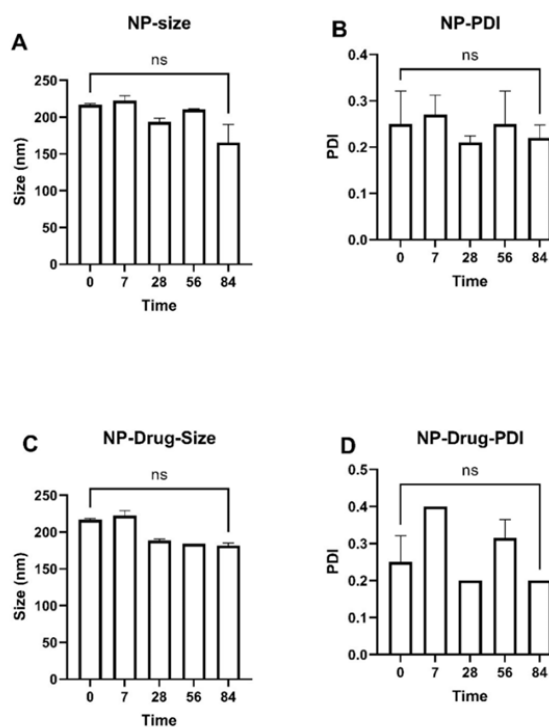 A
NP-size
ns
250
200
150
100
50
0
Size (nm)
0 7 28 56 84
Time
B
NP-PDI
ns
0.4
0.3
0.2
0.1
0.0
PDI
0 7 28 56 84
Time
C
NP-Drug-Size
ns
250
200
150
100
50
0
Size (nm)
0 7 28 56 84
Time
D
NP-Drug-PDI
ns
0.5
0.4
0.3
0.2
0.1
0.0
PDI
0 7 28 56 84
Time